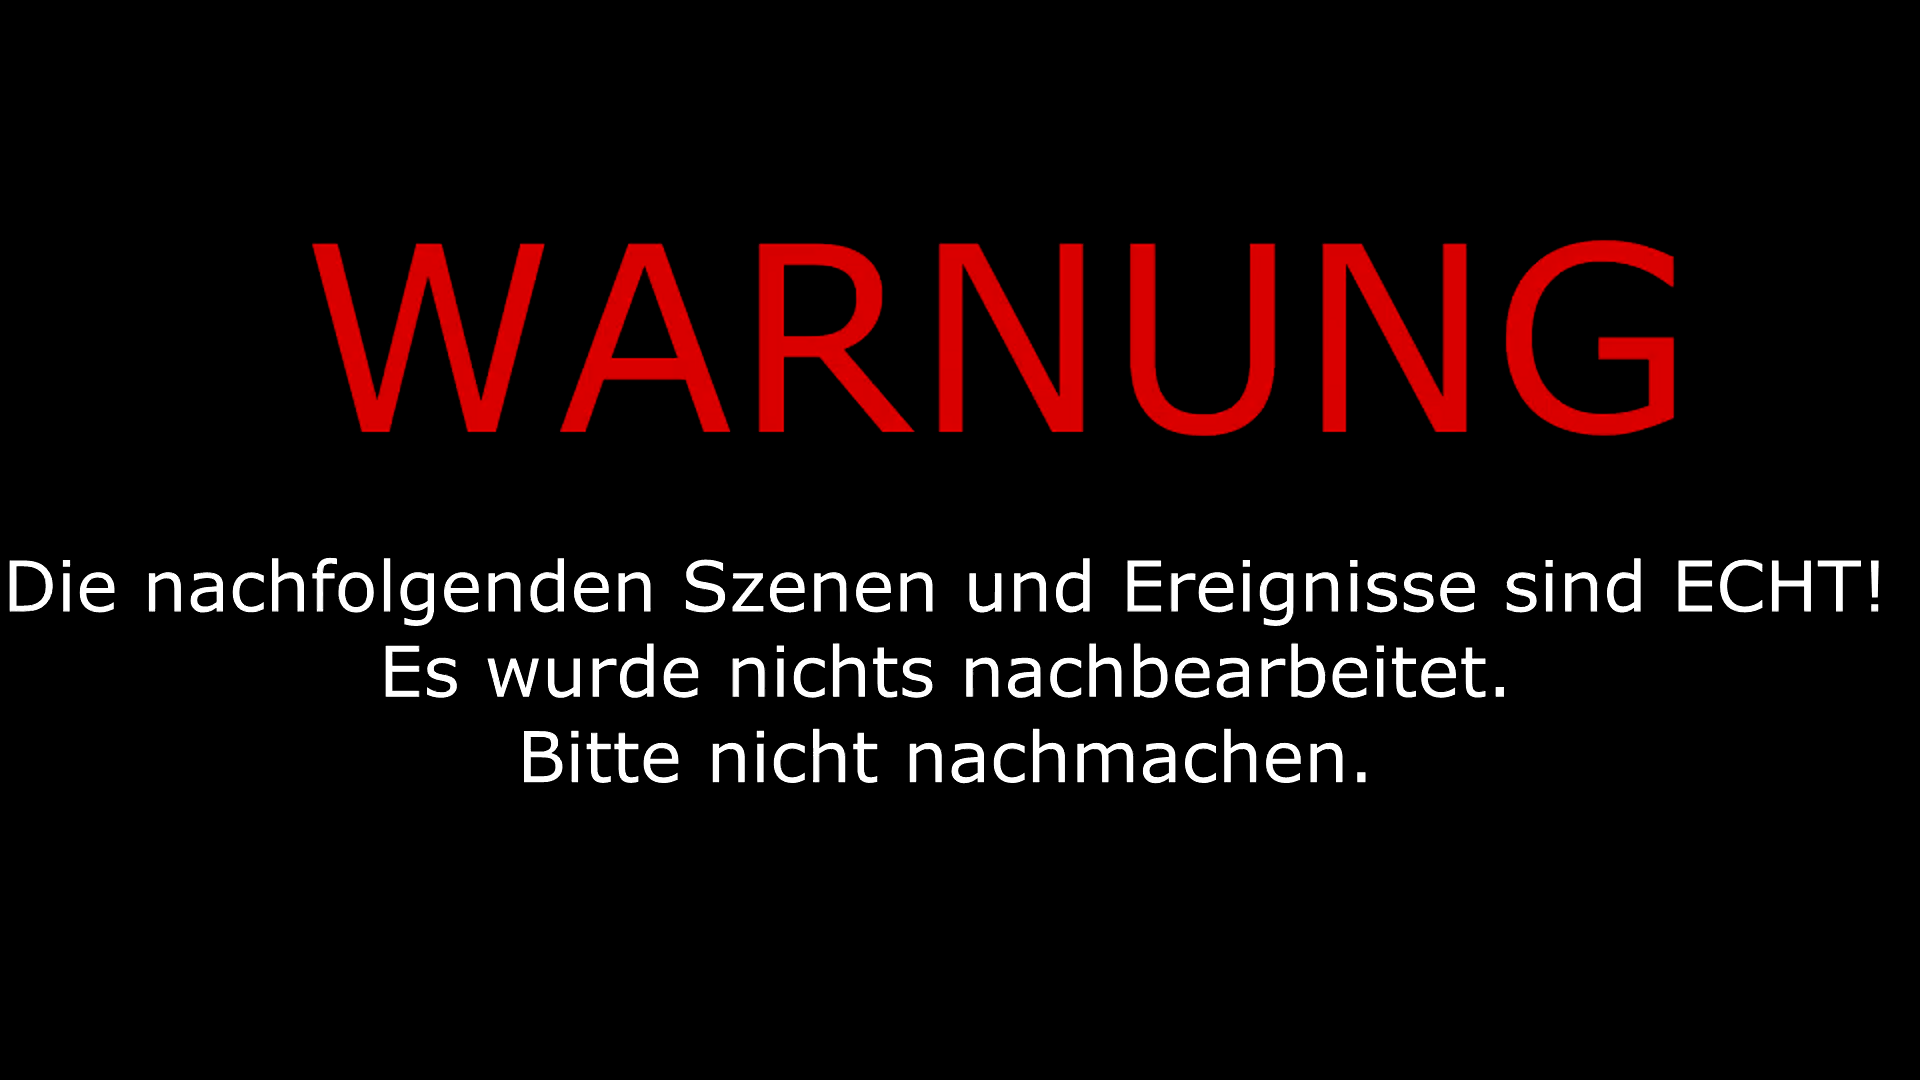 WARNUNG
Die nachfolgenden Szenen und Ereignisse sind ECHT!
Es wurde nichts nachbearbeitet.
Bitte nicht nachmachen.